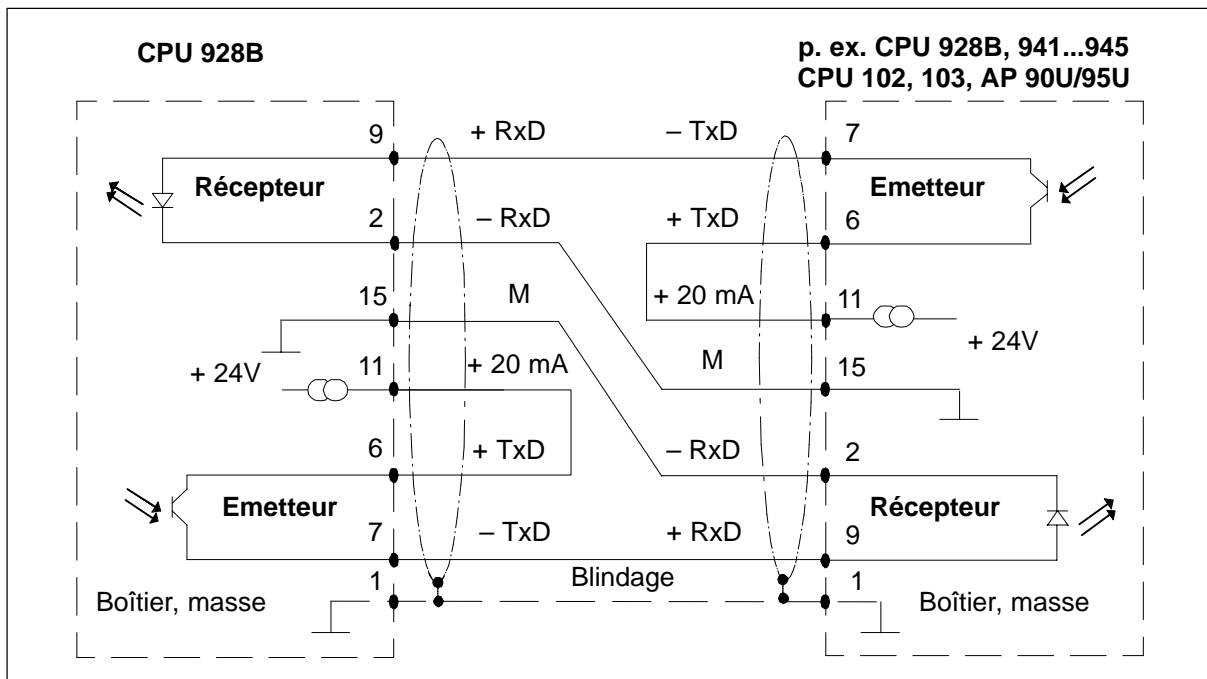 CPU 928B
p. ex. CPU 928B, 941...945
CPU 102, 103, AP 90U/95U
9 + RxD – TxD 7
Récepteur Emetteur
2 – RxD + TxD 6
15 M + 20 mA 11
+ 24V
+ 24V 11 + 20 mA M 15
6 + TxD – RxD 2
Emetteur Récepteur
7 – TxD + RxD 9
1 Blindage 1
Boîtier, masse Boîtier, masse